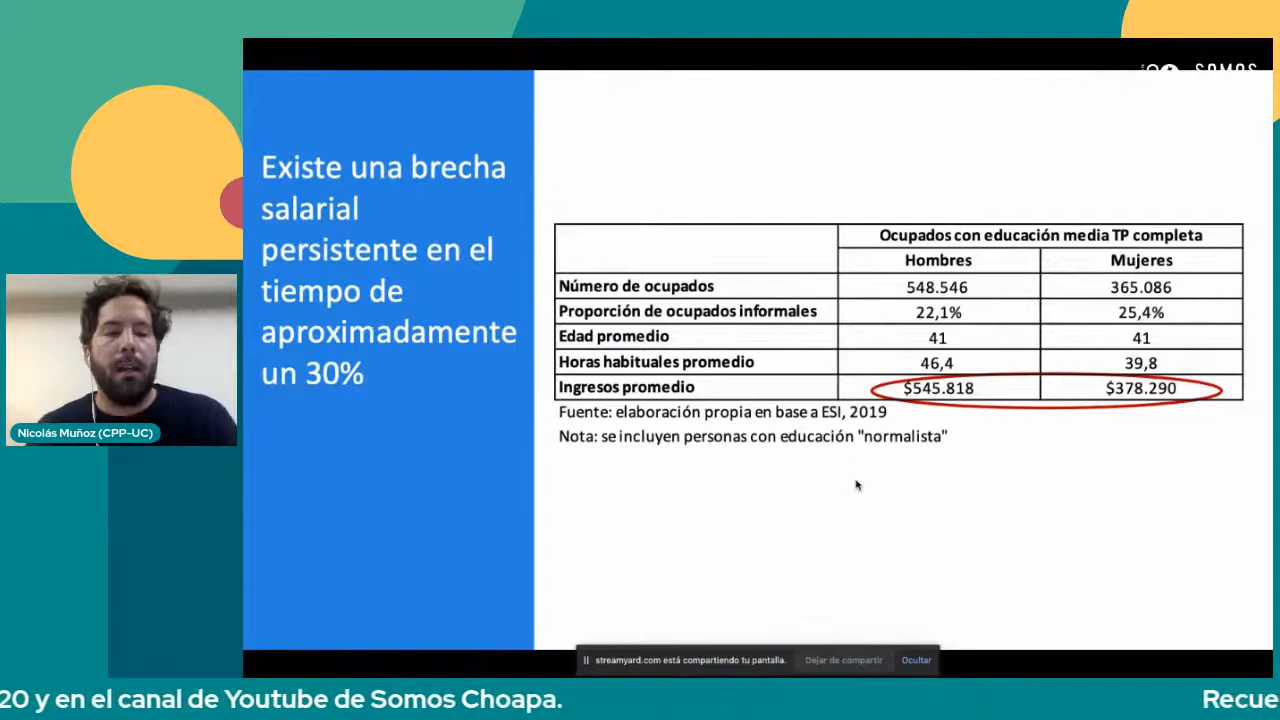 SOMOS
Existe una brecha
salarial
persistente en el
tiempo de
aproximadamente
un 30%
Ocupados con educación media TP completa
Hombres Mujeres
Número de ocupados 548.546 365.086
Proporción de ocupados informales 22,1% 25,4%
Edad promedio 41 41
Horas habituales promedio 46,4 39,8
Ingresos promedio $545.818 $378.290
Fuente: elaboración propia en base a ESI, 2019
Nota: se incluyen personas con educación "normalista"
Nicolás Muñoz (CPP-UC)
streamyard.com está compartiendo tu pantalla. Dejar de compartir Ocultar
20 y en el canal de Youtube de Somos Choapa. Recue